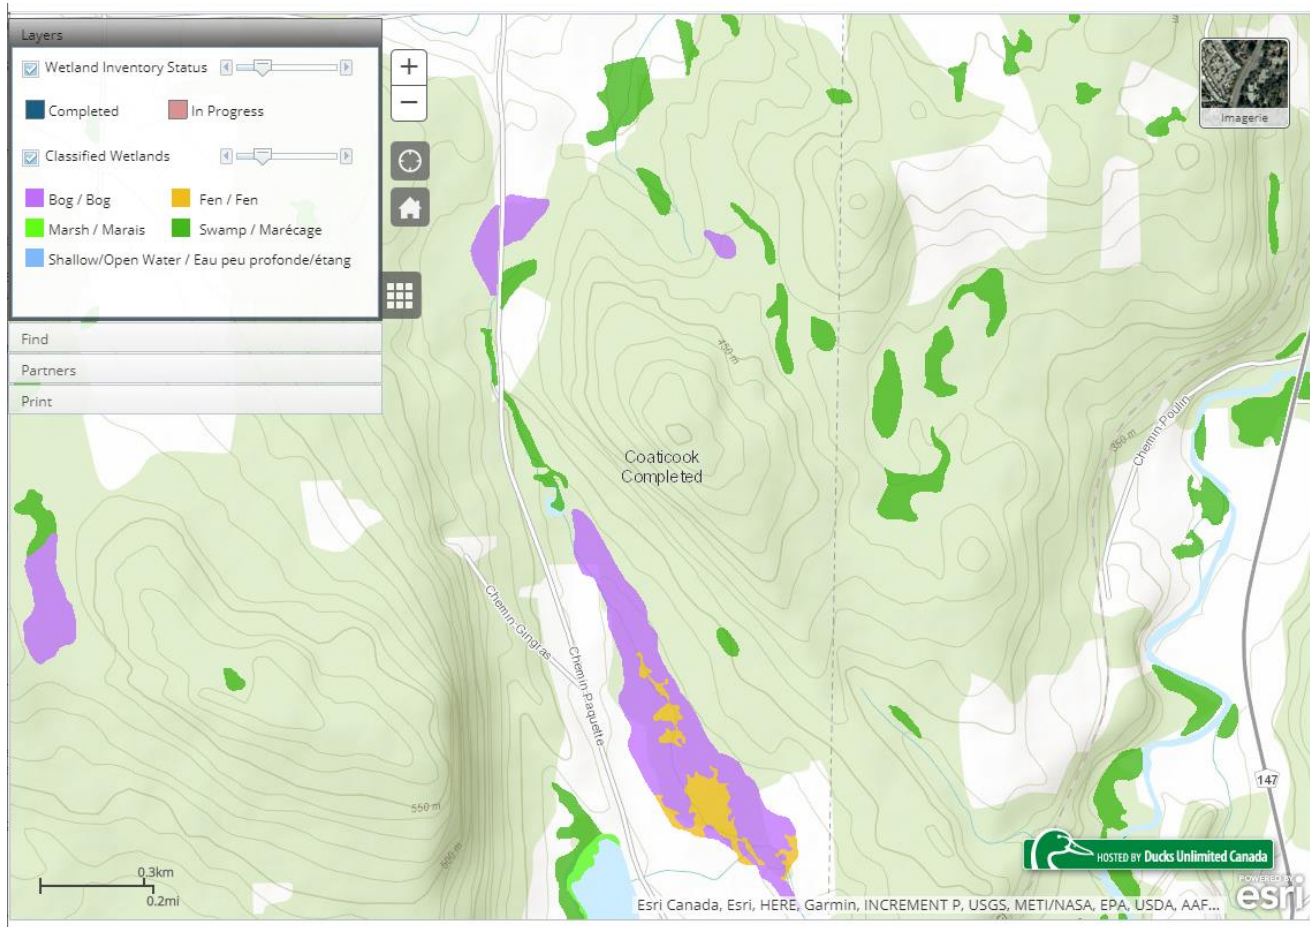 Layers
Wetland Inventory Status
Completed
In Progress
Classified Wetlands
Bog / Bog
Fen / Fen
Marsh / Marais
Swamp / Marécage
Shallow/Open Water / Eau peu profonde/étang
Find
Partners
Print
+
−
Imagerie
450 m
Coaticook
Completed
350 m
Chemin Poulin
Chemin Gingras
Chemin Paquette
550 m
600 m
147
0.3km
0.2mi
HOSTED BY Ducks Unlimited Canada
POWERED BY
esri
Esri Canada, Esri, HERE, Garmin, INCREMENT P, USGS, METI/NASA, EPA, USDA, AAF...